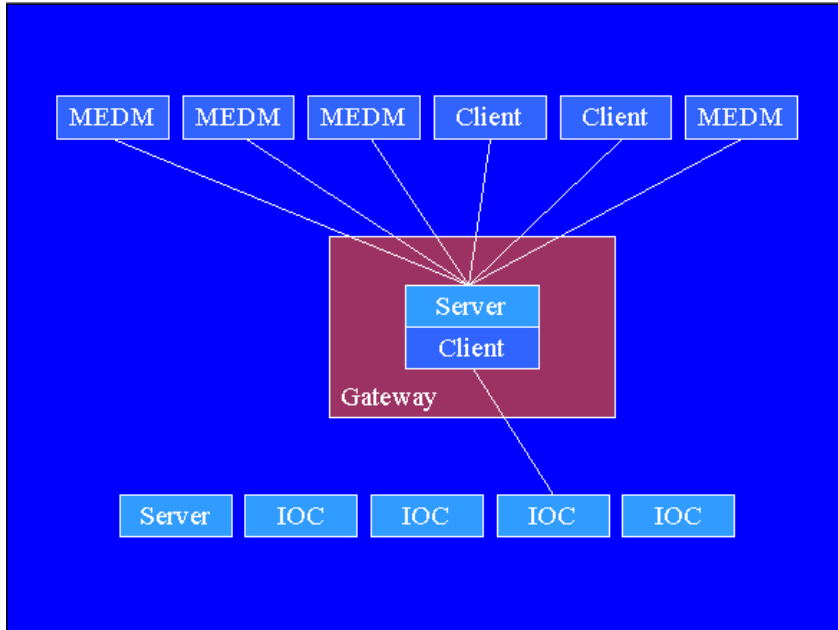 MEDM MEDM MEDM Client Client MEDM
Server
Client
Gateway
Server IOC IOC IOC IOC